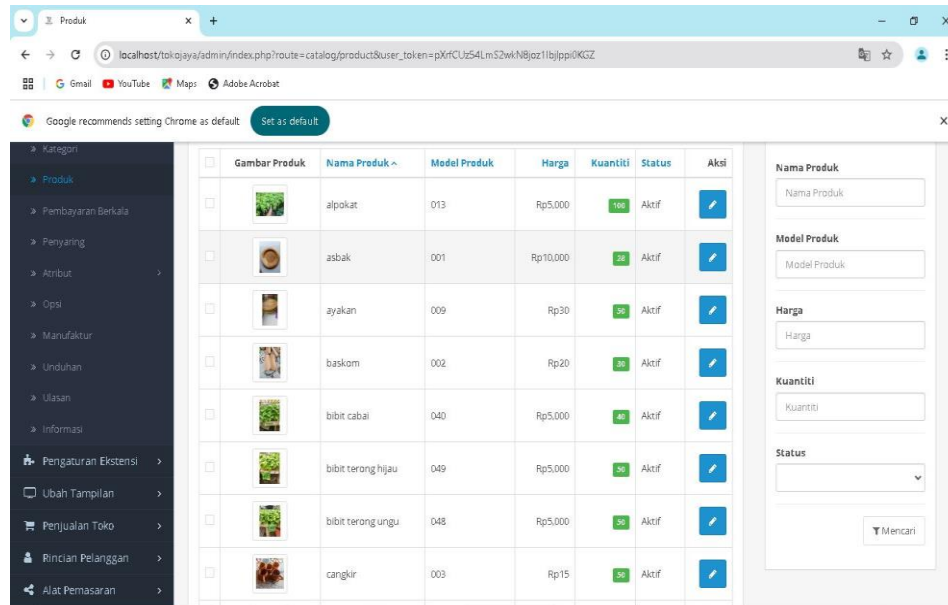 Produk
localhost/tokojaya/admin/index.php?route=catalog/product&user_token=pXrfCUz54LmS2wkN8joz1lbjlppi0KGZ
Gmail YouTube Maps Adobe Acrobat
Google recommends setting Chrome as default Set as default
» Kategori
» Produk
» Pembayaran Berkala
» Penyaring
» Atribut
» Opsi
» Manufaktur
» Unduhan
» Ulasan
» Informasi
Pengaturan Ekstensi
Ubah Tampilan
Penjualan Toko
Rincian Pelanggan
Alat Pemasaran
Gambar Produk Nama Produk Model Produk Harga Kuantiti Status Aksi
alpokat 013 Rp5,000 100 Aktif
asbak 001 Rp10,000 20 Aktif
ayakan 009 Rp30 50 Aktif
baskom 002 Rp20 30 Aktif
bibit cabai 040 Rp5,000 40 Aktif
bibit terong hijau 049 Rp5,000 50 Aktif
bibit terong ungu 048 Rp5,000 50 Aktif
cangkir 003 Rp15 50 Aktif
Nama Produk
Nama Produk
Model Produk
Model Produk
Harga
Harga
Kuantiti
Kuantiti
Status
Mencari